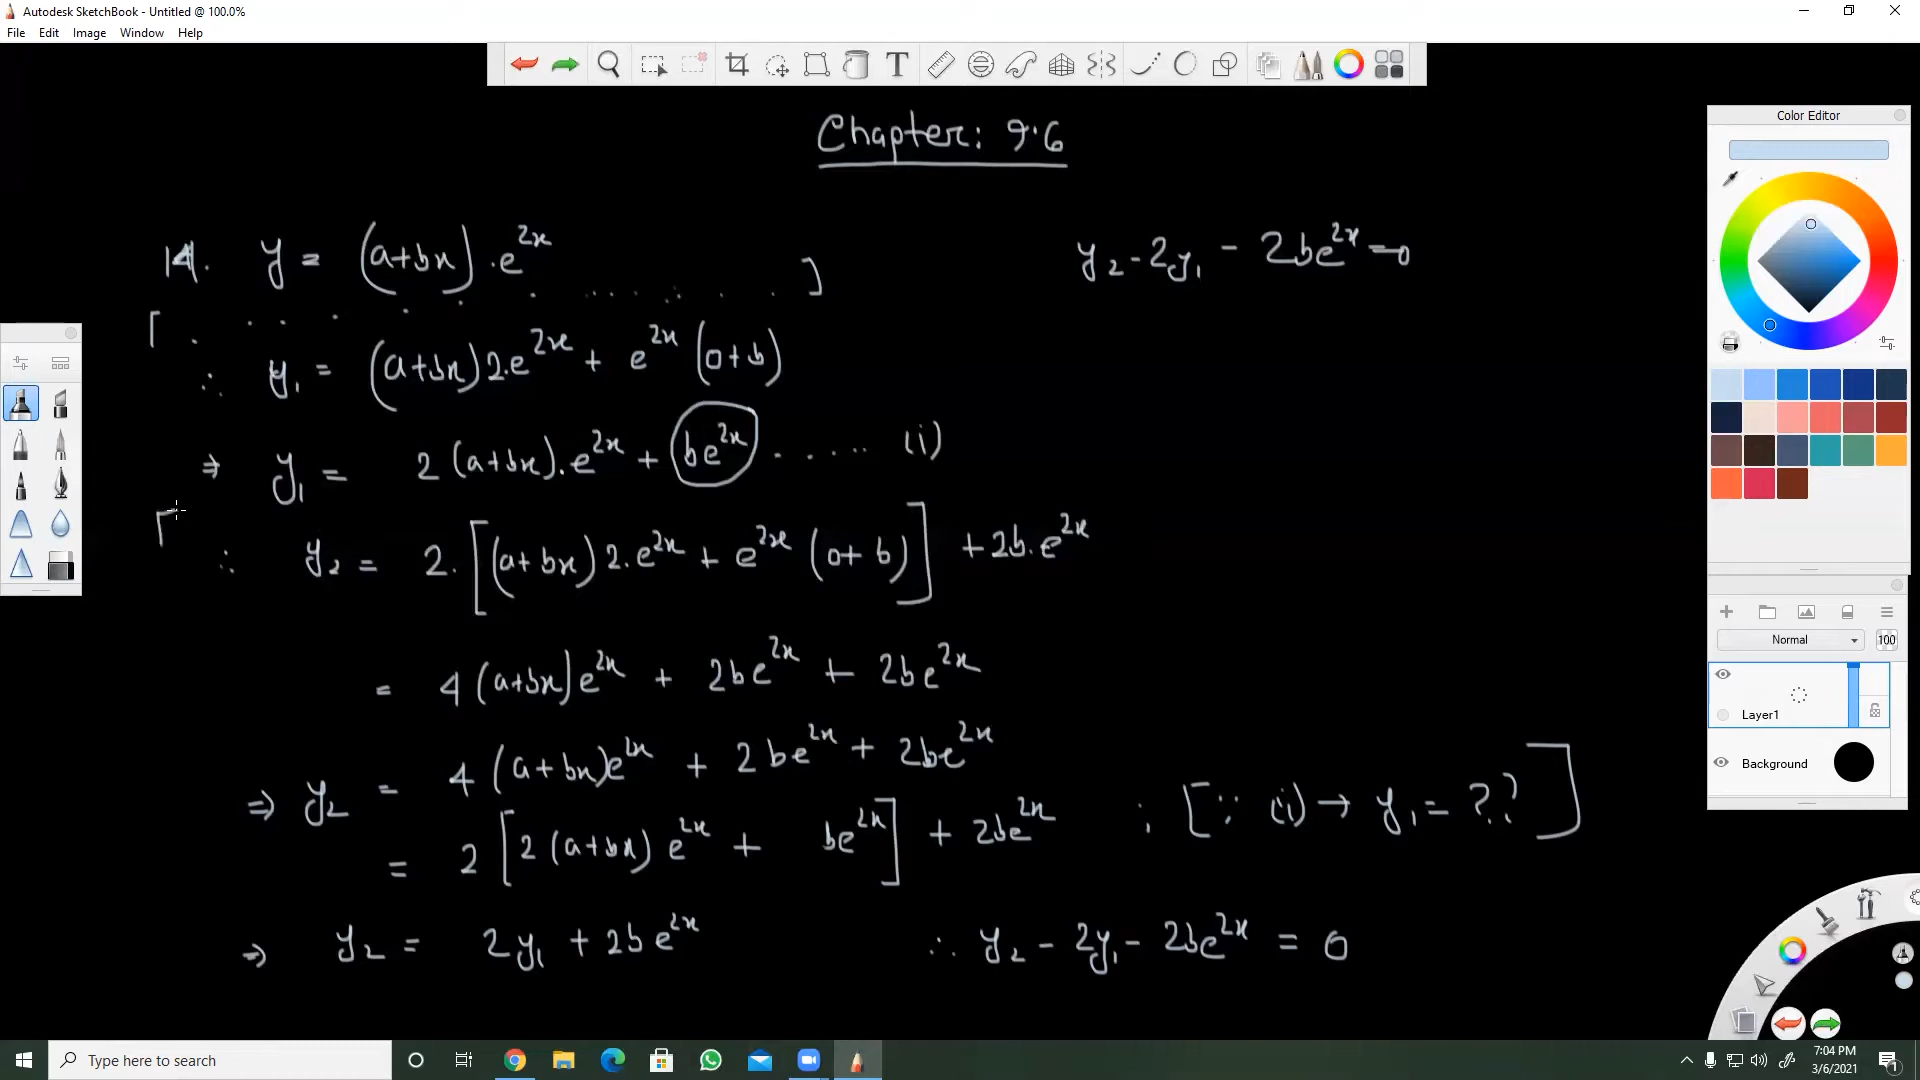 Autodesk SketchBook - Untitled @ 100.0%
File Edit Image Window Help
T
Chapter: 9.6
14. y = (a+bx).e^2x
y₂ - 2y₁ - 2be^2x = 0
[ . . . . . . . . . . . . ]
∴ y₁ = (a+bx)2.e^2x + e^2x (0+b)
⇒ y₁ = 2(a+bx).e^2x + be^2x . . . . . . (i)
∴ y₂ = 2.[(a+bx)2.e^2x + e^2x (0+b)] + 2b.e^2x
= 4(a+bx)e^2x + 2be^2x + 2be^2x
⇒ y₂ = 4(a+bx)e^2x + 2be^2x + 2be^2x
= 2[2(a+bx)e^2x + be^2x] + 2be^2x ; [∵ (i) → y₁ = ??]
⇒ y₂ = 2y₁ + 2be^2x ∴ y₂ - 2y₁ - 2be^2x = 0
Color Editor
Normal
100
Layer1
Background
Type here to search
7:04 PM
3/6/2021
1